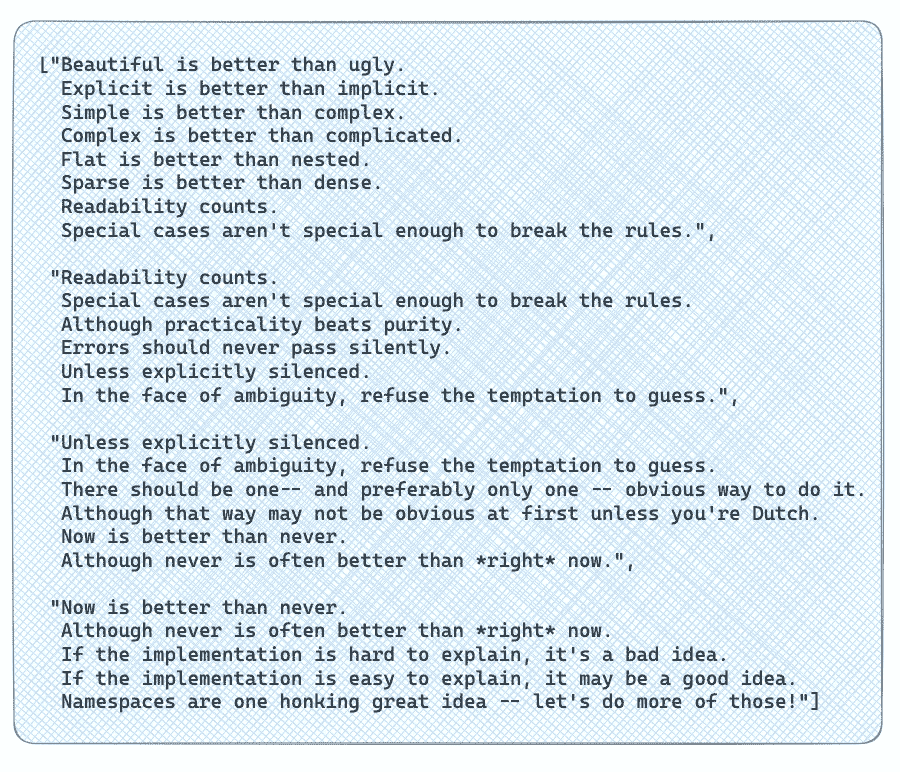 ["Beautiful is better than ugly.
Explicit is better than implicit.
Simple is better than complex.
Complex is better than complicated.
Flat is better than nested.
Sparse is better than dense.
Readability counts.
Special cases aren't special enough to break the rules.",
"Readability counts.
Special cases aren't special enough to break the rules.
Although practicality beats purity.
Errors should never pass silently.
Unless explicitly silenced.
In the face of ambiguity, refuse the temptation to guess.",
"Unless explicitly silenced.
In the face of ambiguity, refuse the temptation to guess.
There should be one-- and preferably only one -- obvious way to do it.
Although that way may not be obvious at first unless you're Dutch.
Now is better than never.
Although never is often better than *right* now.",
"Now is better than never.
Although never is often better than *right* now.
If the implementation is hard to explain, it's a bad idea.
If the implementation is easy to explain, it may be a good idea.
Namespaces are one honking great idea -- let's do more of those!"]